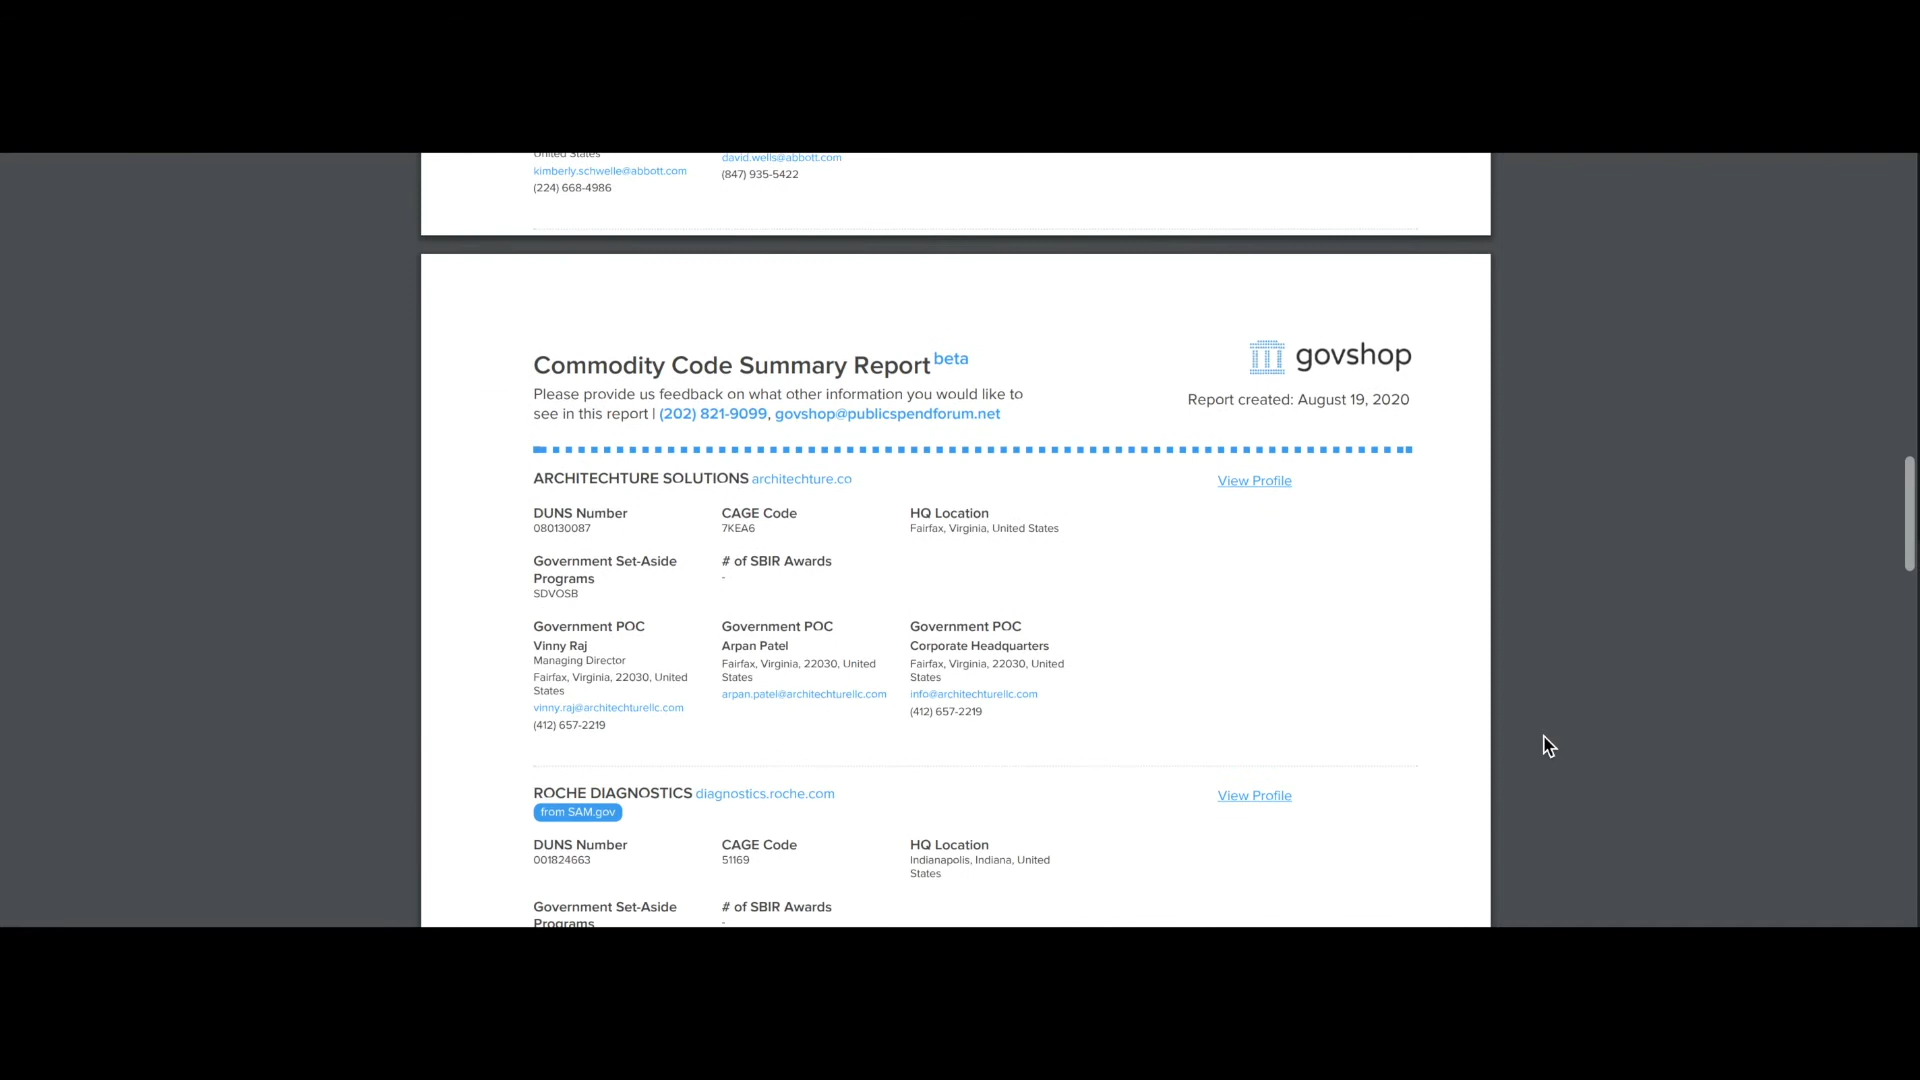 United States
kimberly.schwelle@abbott.com
(224) 668-4986
david.wells@abbott.com
(847) 935-5422
Commodity Code Summary Report beta
Please provide us feedback on what other information you would like to
see in this report | (202) 821-9099, govshop@publicspendforum.net
govshop
Report created: August 19, 2020
ARCHITECHTURE SOLUTIONS architechture.co
View Profile
DUNS Number
080130087
CAGE Code
7KEA6
HQ Location
Fairfax, Virginia, United States
Government Set-Aside
Programs
SDVOSB
# of SBIR Awards
-
Government POC
Vinny Raj
Managing Director
Fairfax, Virginia, 22030, United
States
vinny.raj@architechturellc.com
(412) 657-2219
Government POC
Arpan Patel
Fairfax, Virginia, 22030, United
States
arpan.patel@architechturellc.com
Government POC
Corporate Headquarters
Fairfax, Virginia, 22030, United
States
info@architechturellc.com
(412) 657-2219
ROCHE DIAGNOSTICS diagnostics.roche.com
from SAM.gov
View Profile
DUNS Number
001824663
CAGE Code
51169
HQ Location
Indianapolis, Indiana, United
States
Government Set-Aside
Programs
# of SBIR Awards
-